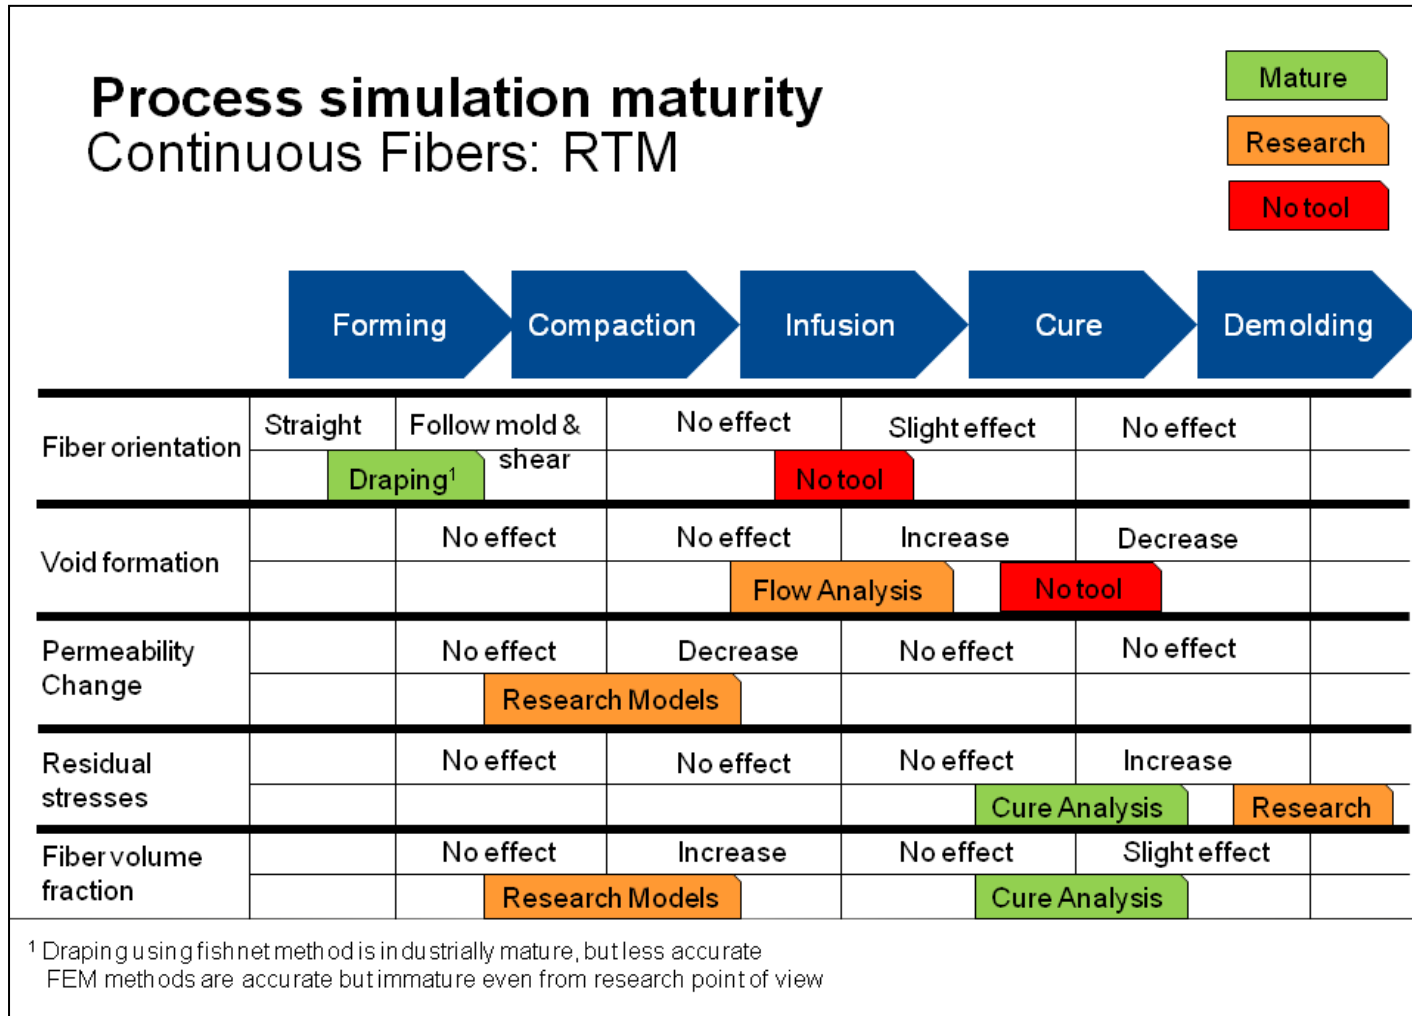 Process simulation maturity
Continuous Fibers: RTM
Mature
Research
No tool
Forming
Compaction
Infusion
Cure
Demolding
Fiber orientation
Straight
Follow mold &
shear
No effect
Slight effect
No effect
Draping¹
No tool
Void formation
No effect
No effect
Increase
Decrease
Flow Analysis
No tool
Permeability
Change
No effect
Decrease
No effect
No effect
Research Models
Residual
stresses
No effect
No effect
No effect
Increase
Cure Analysis
Research
Fiber volume
fraction
No effect
Increase
No effect
Slight effect
Research Models
Cure Analysis
¹ Draping using fishnet method is industrially mature, but less accurate
FEM methods are accurate but immature even from research point of view